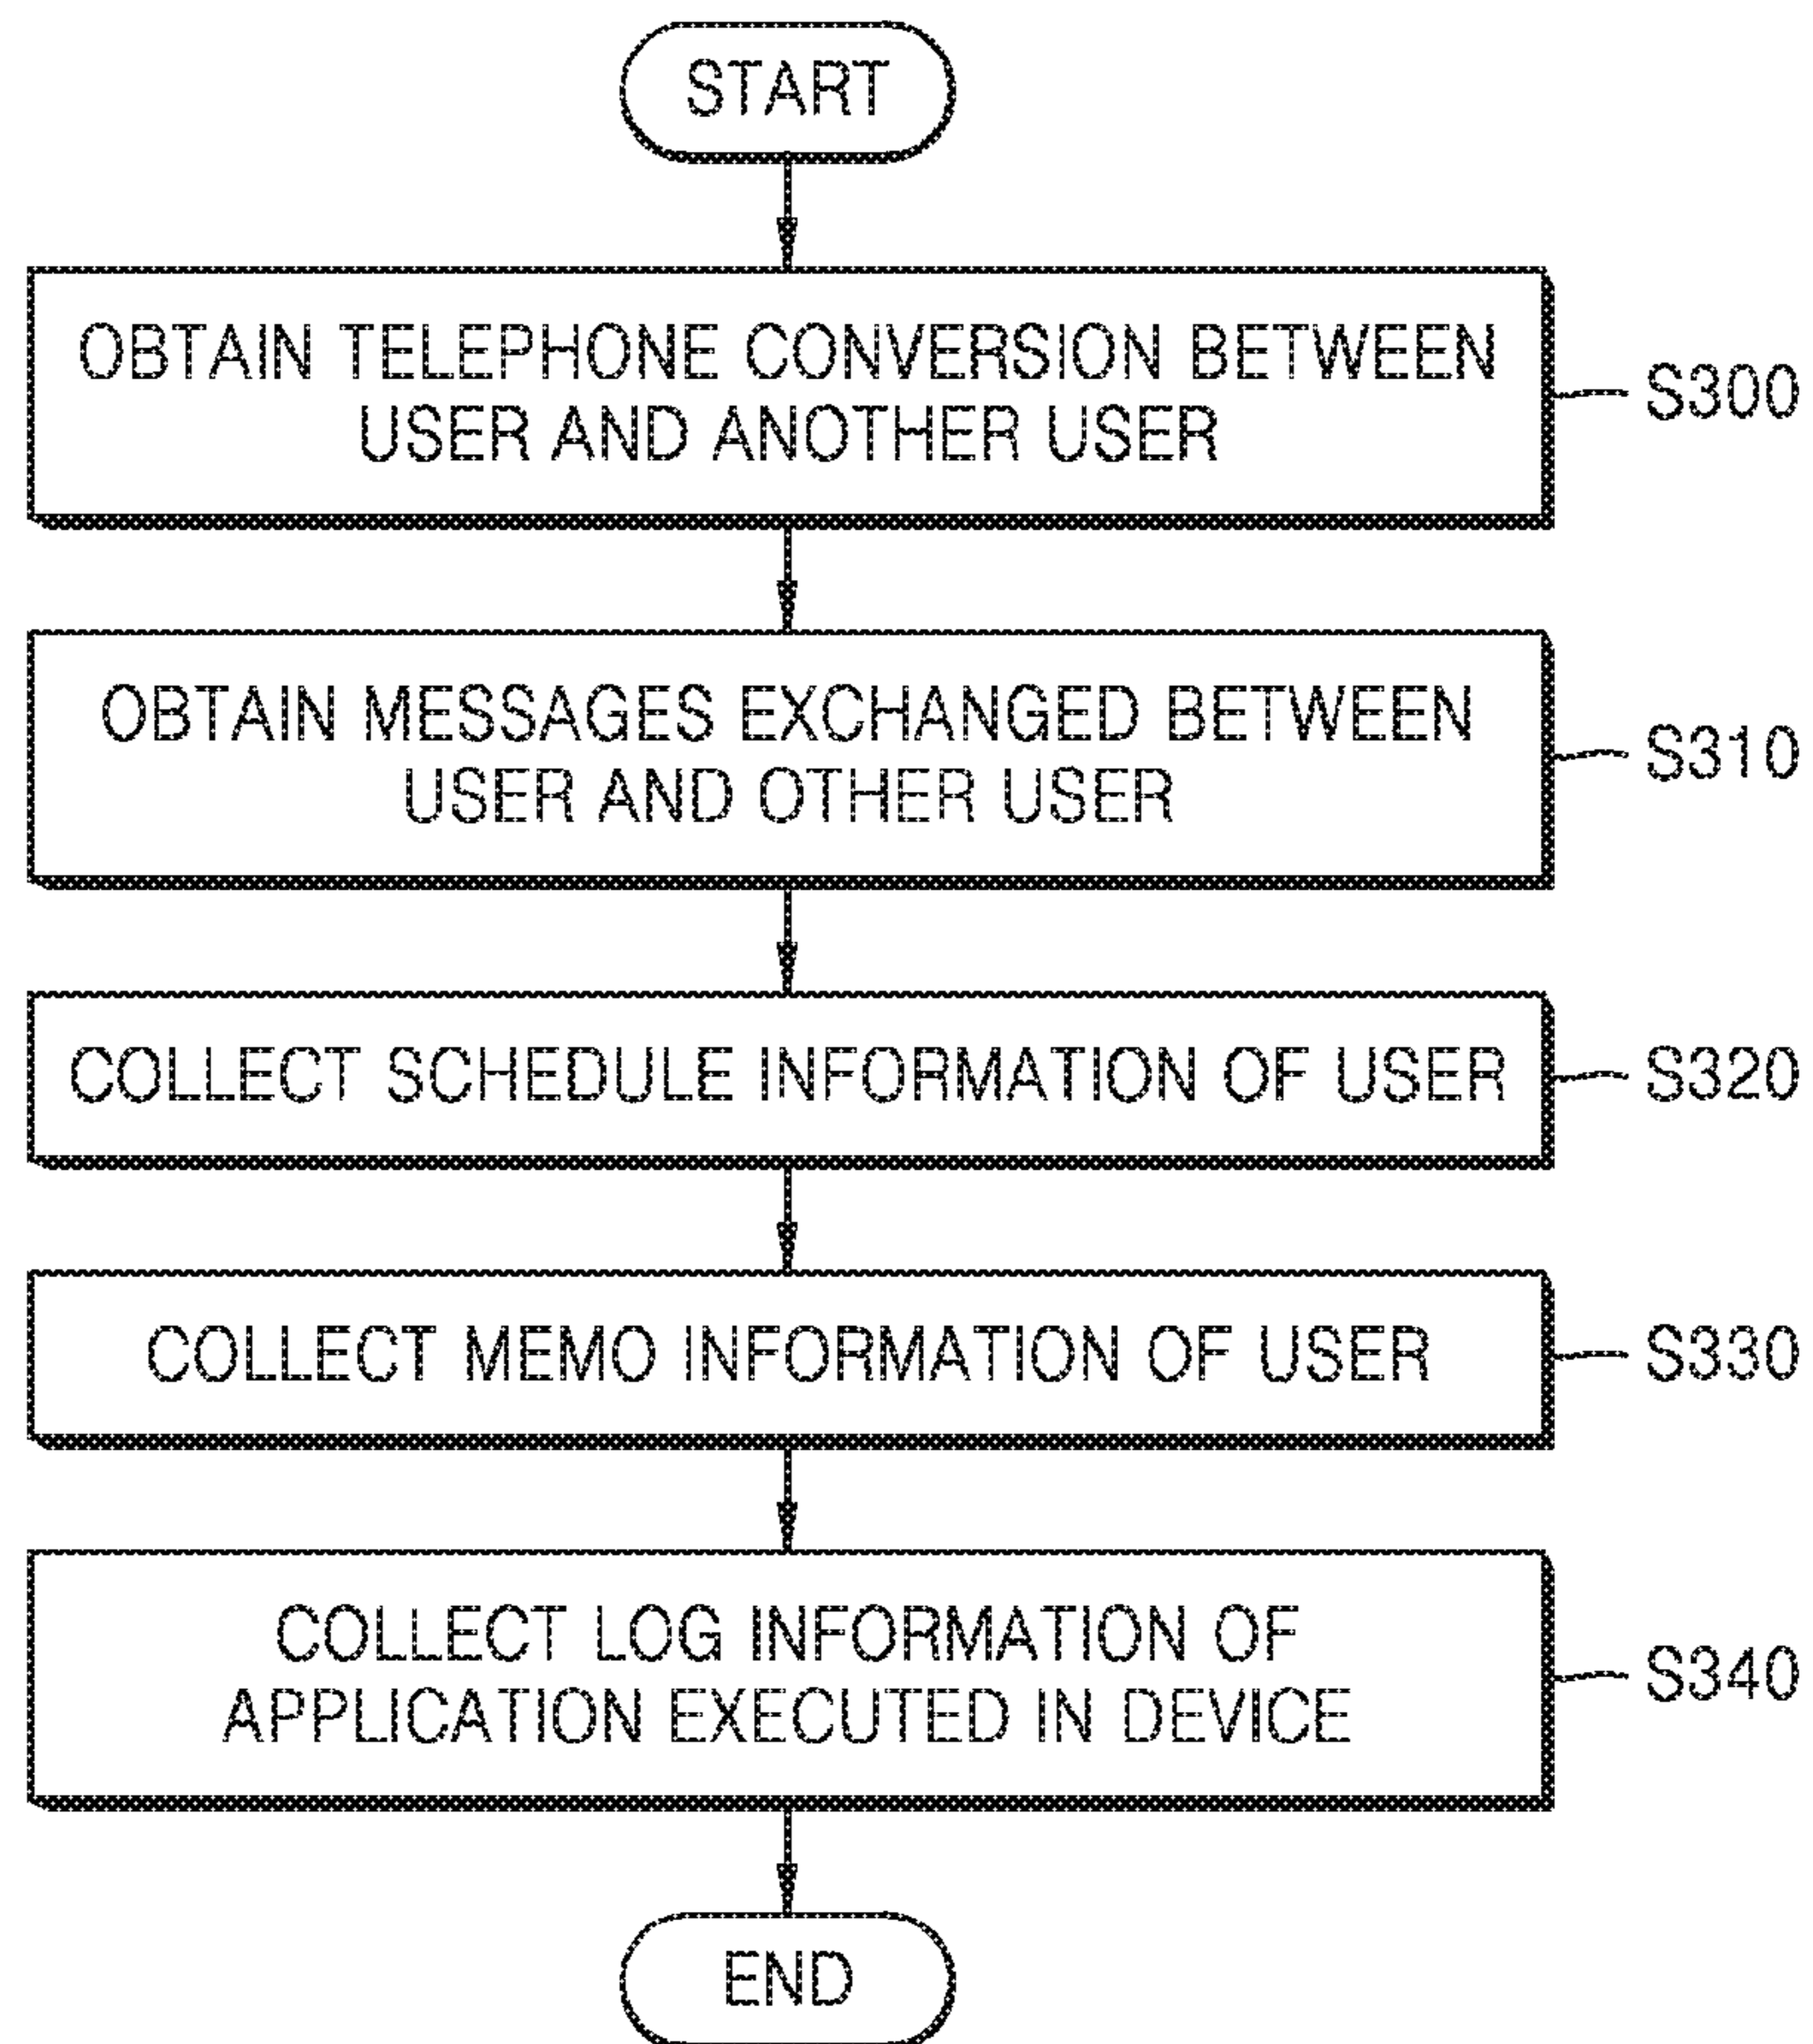 START
OBTAIN TELEPHONE CONVERSION BETWEEN
USER AND ANOTHER USER
S300
OBTAIN MESSAGES EXCHANGED BETWEEN
USER AND OTHER USER
S310
COLLECT SCHEDULE INFORMATION OF USER
S320
COLLECT MEMO INFORMATION OF USER
S330
COLLECT LOG INFORMATION OF
APPLICATION EXECUTED IN DEVICE
S340
END